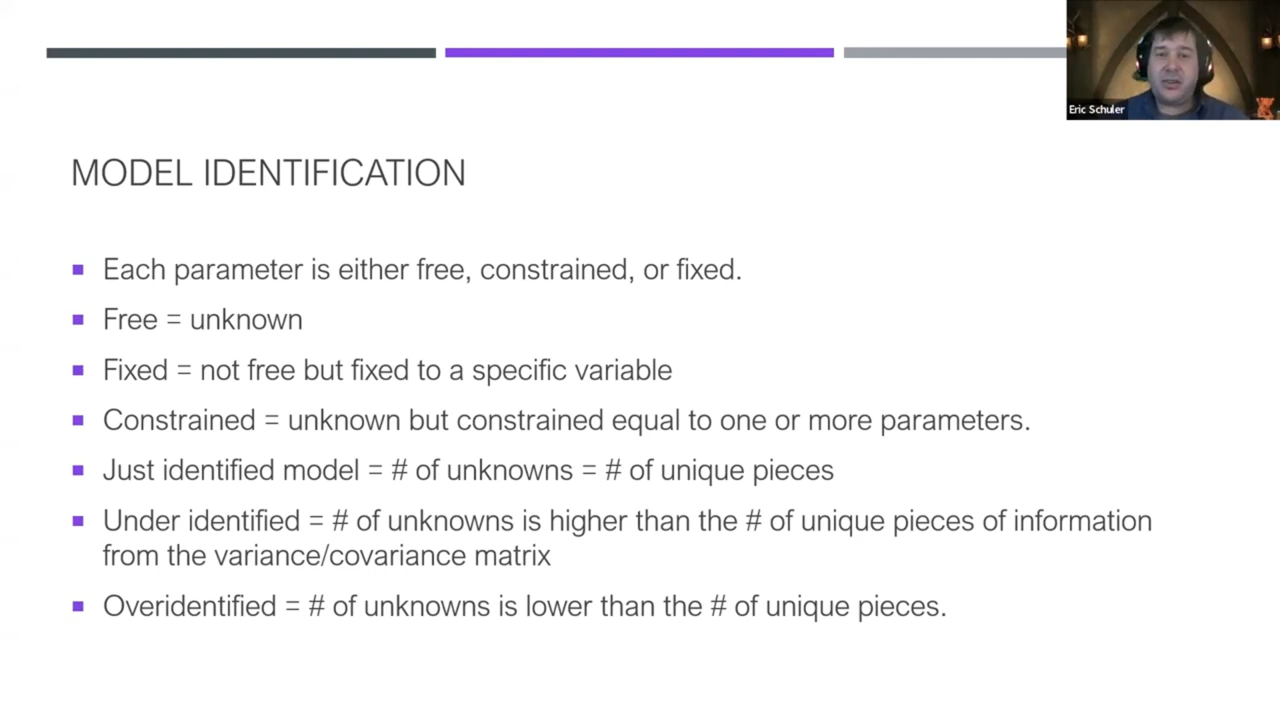 Eric Schuler
MODEL IDENTIFICATION
Each parameter is either free, constrained, or fixed.
Free = unknown
Fixed = not free but fixed to a specific variable
Constrained = unknown but constrained equal to one or more parameters.
Just identified model = # of unknowns = # of unique pieces
Under identified = # of unknowns is higher than the # of unique pieces of information
from the variance/covariance matrix
Overidentified = # of unknowns is lower than the # of unique pieces.